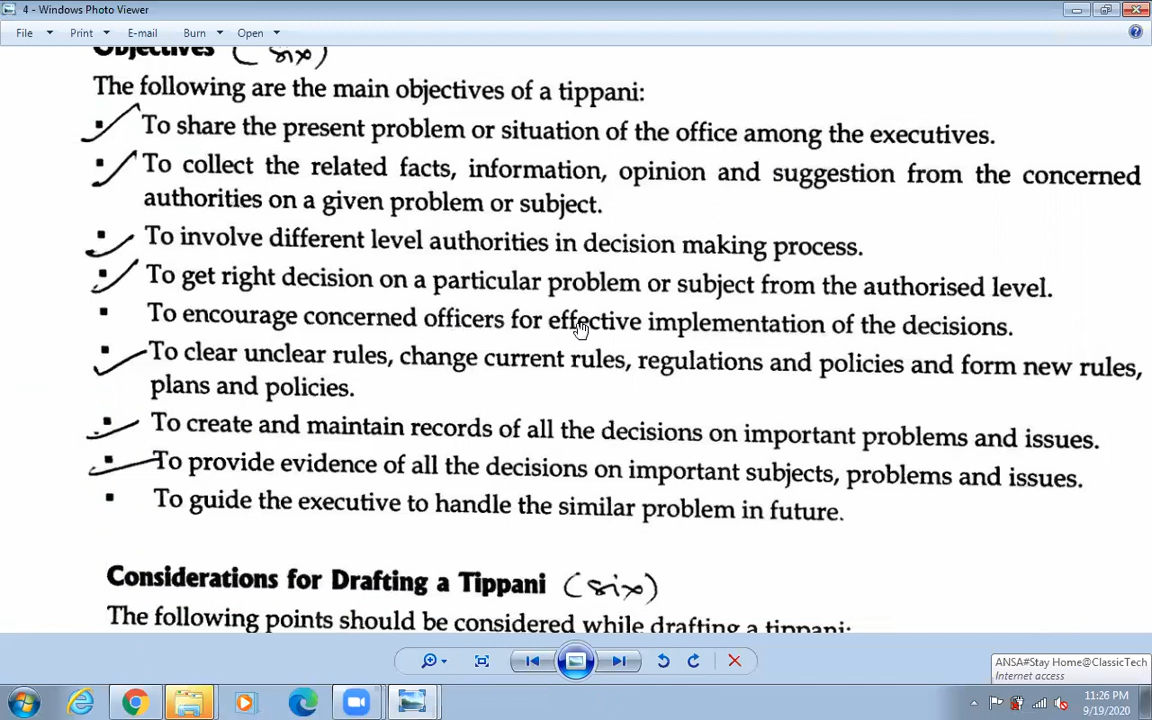 4 - Windows Photo Viewer
File Print E-mail Burn Open
Objectives (six)
The following are the main objectives of a tippani:
▪ To share the present problem or situation of the office among the executives.
▪ To collect the related facts, information, opinion and suggestion from the concerned
authorities on a given problem or subject.
▪ To involve different level authorities in decision making process.
▪ To get right decision on a particular problem or subject from the authorised level.
▪ To encourage concerned officers for effective implementation of the decisions.
▪ To clear unclear rules, change current rules, regulations and policies and form new rules,
plans and policies.
▪ To create and maintain records of all the decisions on important problems and issues.
▪ To provide evidence of all the decisions on important subjects, problems and issues.
▪ To guide the executive to handle the similar problem in future.
Considerations for Drafting a Tippani (six)
The following points should be considered while drafting a tippani:
ANSA#Stay Home@ClassicTech
Internet access
11:26 PM
9/19/2020